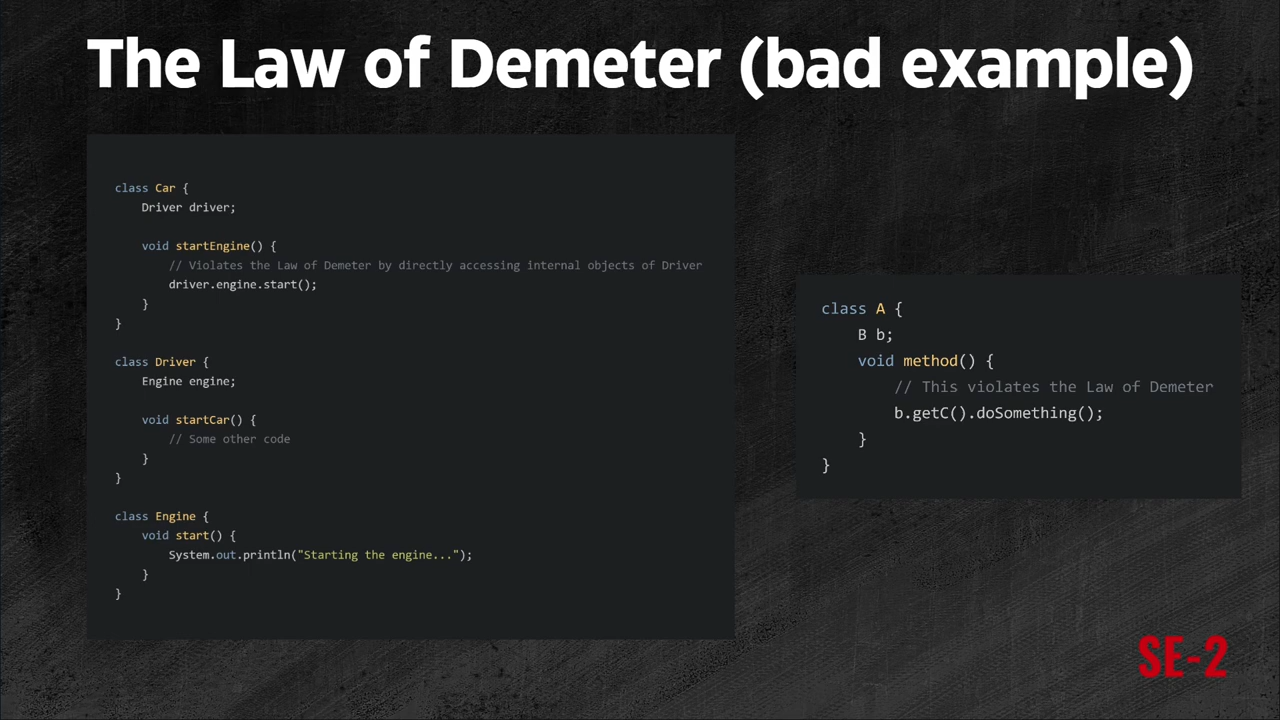 The Law of Demeter (bad example)
class Car {
    Driver driver;
    void startEngine() {
        // Violates the Law of Demeter by directly accessing internal objects of Driver
        driver.engine.start();
    }
}
class Driver {
    Engine engine;
    void startCar() {
        // Some other code
    }
}
class Engine {
    void start() {
        System.out.println("Starting the engine...");
    }
}
class A {
    B b;
    void method() {
        // This violates the Law of Demeter
        b.getC().doSomething();
    }
}
SE-2